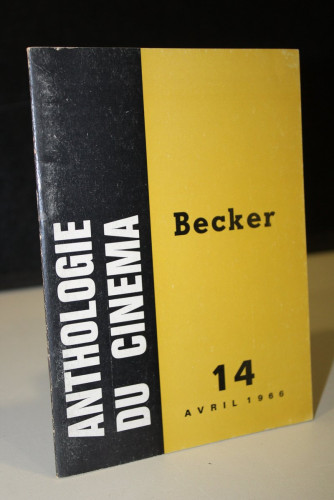 ANTHOLOGIE
DU CINEMA
Becker
14
AVRIL 1966